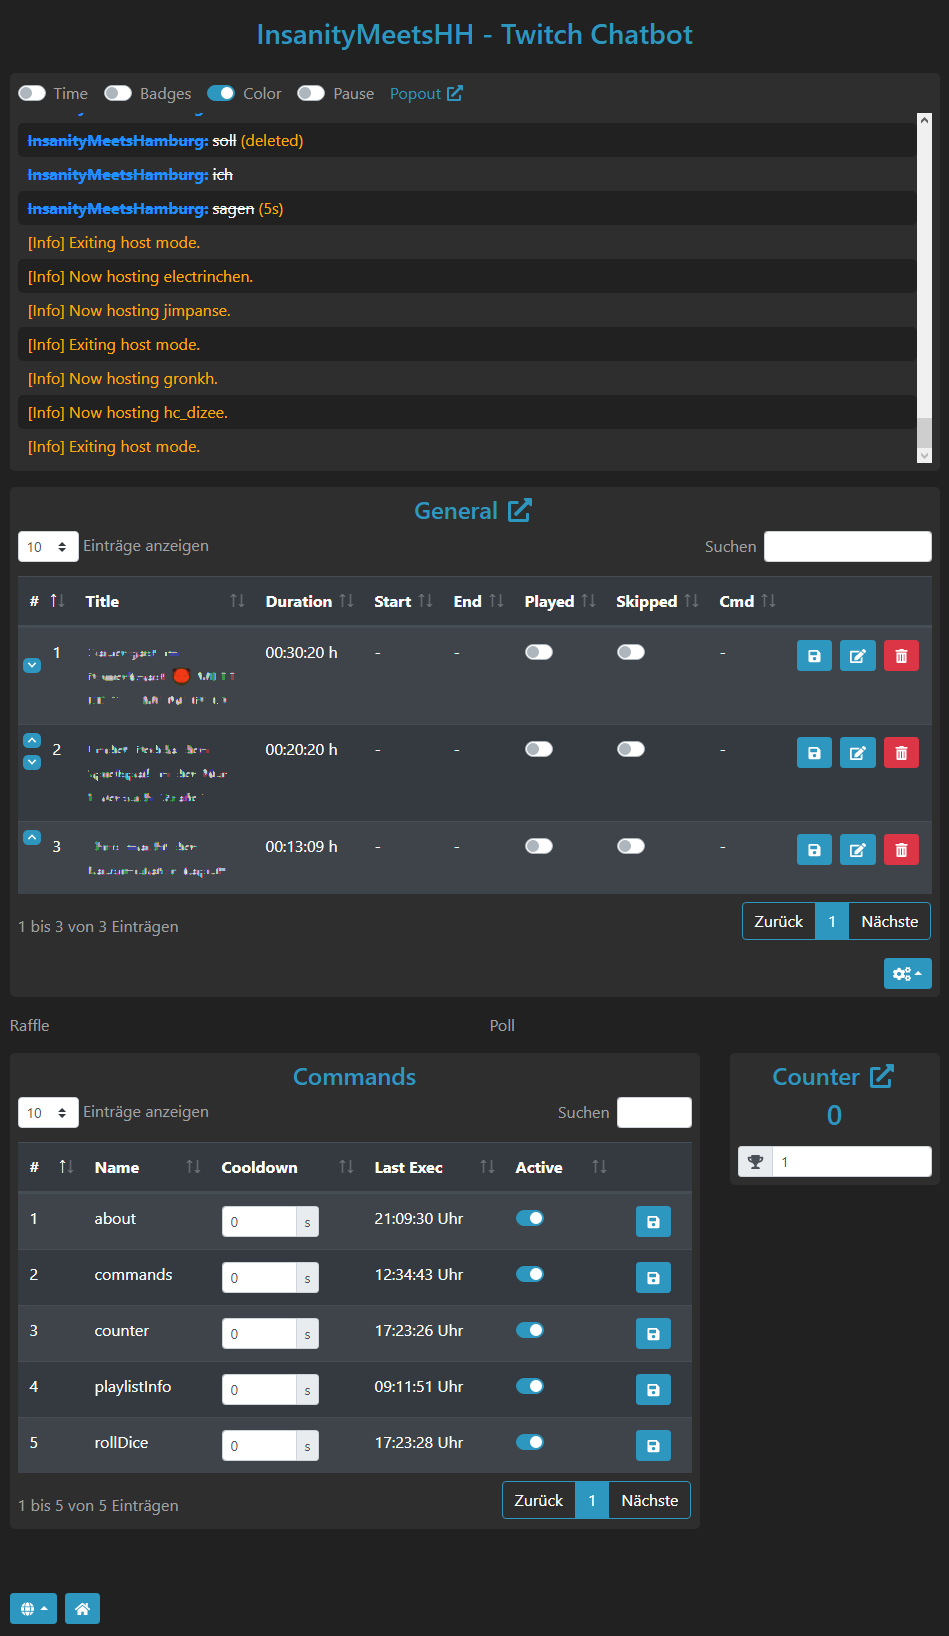 InsanityMeetsHH - Twitch Chatbot
Time Badges Color Pause Popout
InsanityMeetsHamburg: soll (deleted)
InsanityMeetsHamburg: ich
InsanityMeetsHamburg: sagen (5s)
[Info] Exiting host mode.
[Info] Now hosting electrinchen.
[Info] Now hosting jimpanse.
[Info] Exiting host mode.
[Info] Now hosting gronkh.
[Info] Now hosting hc_dizee.
[Info] Exiting host mode.
General
10 Einträge anzeigen Suchen
# Title Duration Start End Played Skipped Cmd
1 00:30:20 h - - -
2 00:20:20 h - - -
3 00:13:09 h - - -
1 bis 3 von 3 Einträgen Zurück 1 Nächste
Raffle Poll
Commands
10 Einträge anzeigen Suchen
# Name Cooldown Last Exec Active
1 about 0 s 21:09:30 Uhr
2 commands 0 s 12:34:43 Uhr
3 counter 0 s 17:23:26 Uhr
4 playlistInfo 0 s 09:11:51 Uhr
5 rollDice 0 s 17:23:28 Uhr
1 bis 5 von 5 Einträgen Zurück 1 Nächste
Counter
0
1